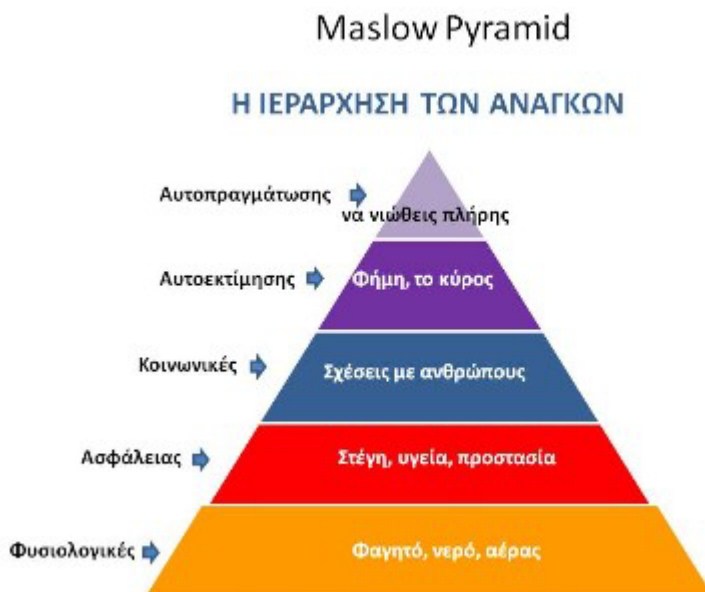 Maslow Pyramid
Η ΙΕΡΑΡΧΗΣΗ ΤΩΝ ΑΝΑΓΚΩΝ
Αυτοπραγμάτωσης
να νιώθεις πλήρης
Αυτοεκτίμησης
Φήμη, το κύρος
Κοινωνικές
Σχέσεις με ανθρώπους
Ασφάλειας
Στέγη, υγεία, προστασία
Φυσιολογικές
Φαγητό, νερό, αέρας